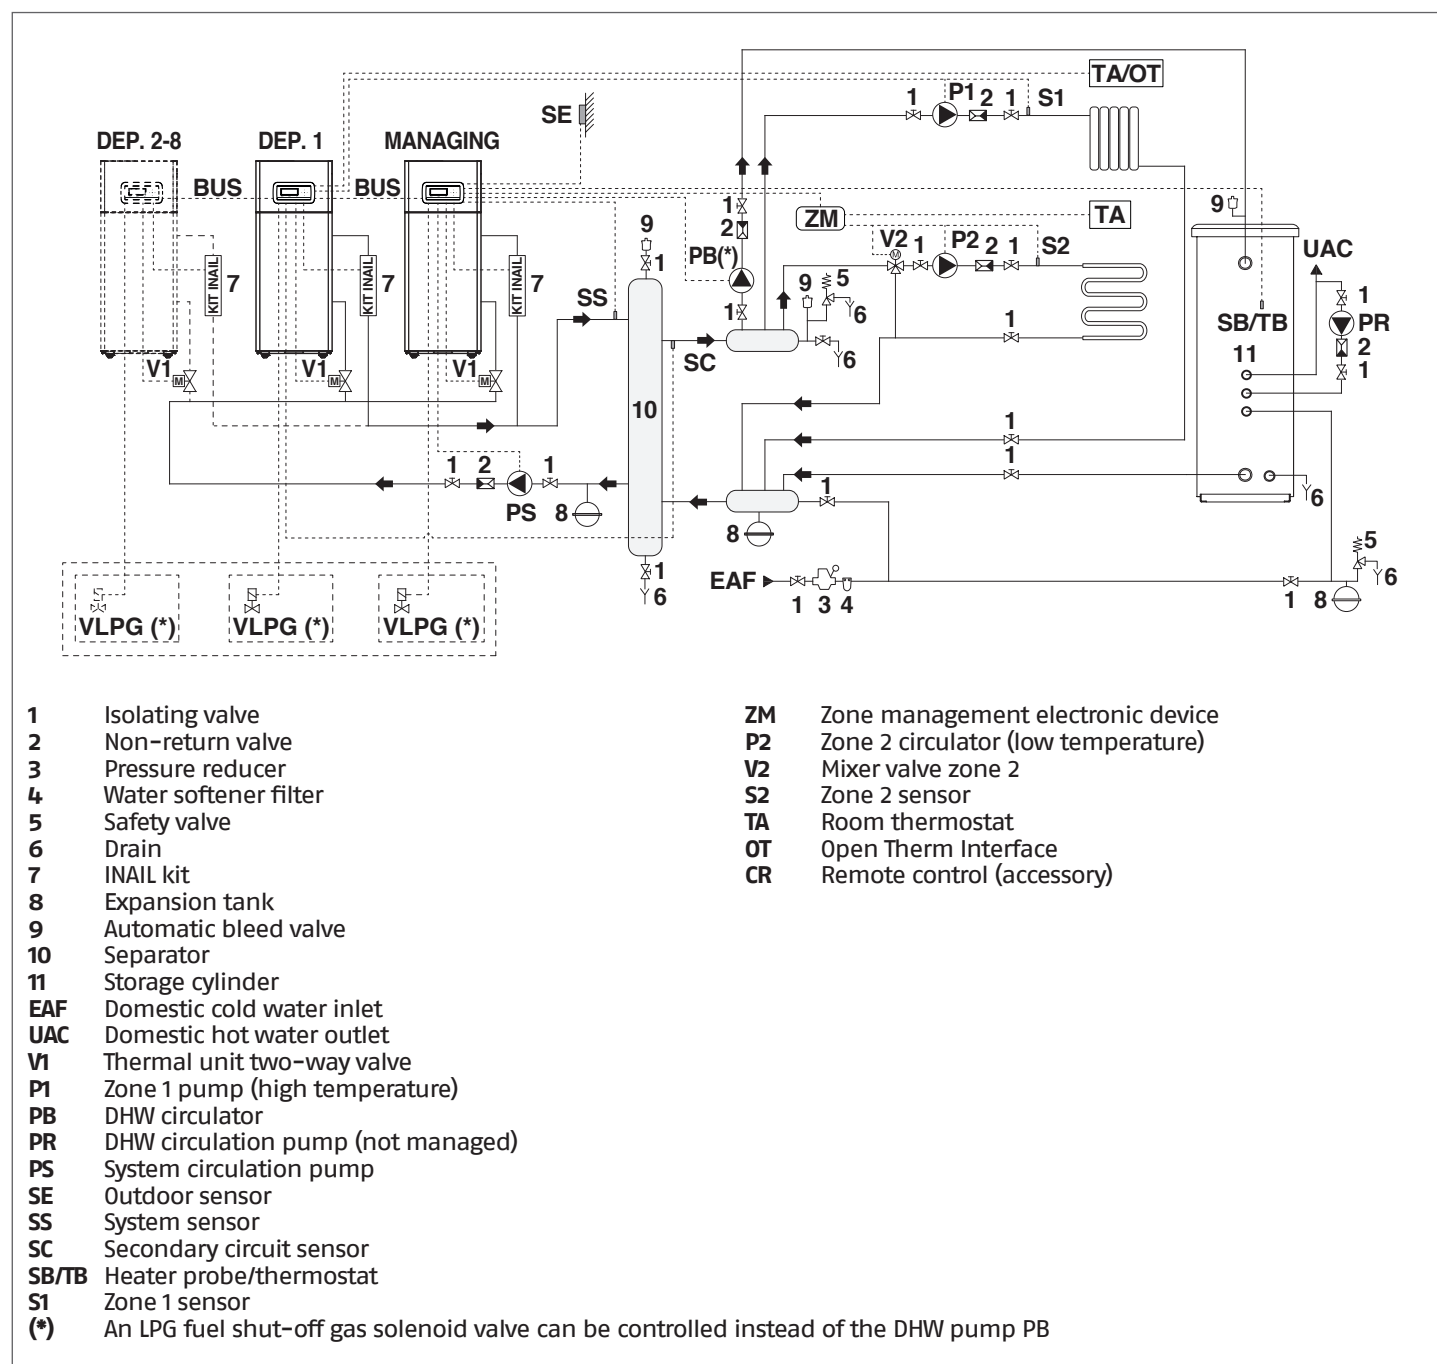 TA/OT
P1
1
2
1
S1
SE
DEP. 2-8
DEP. 1
MANAGING
BUS
BUS
9
1
2
PB(*)
1
9
1
ZM
TA
V2
1
P2
2
1
S2
9
UAC
KIT INAIL
7
KIT INAIL
7
KIT INAIL
7
SS
9
5
6
6
1
SB/TB
11
1
PR
2
1
V1
M
V1
M
V1
M
M
SC
10
1
1
1
2
1
PS
8
8
1
6
5
6
EAF
1
3
4
1
8
1
6
VLPG (*)
VLPG (*)
VLPG (*)
1 Isolating valve
2 Non-return valve
3 Pressure reducer
4 Water softener filter
5 Safety valve
6 Drain
7 INAIL kit
8 Expansion tank
9 Automatic bleed valve
10 Separator
11 Storage cylinder
EAF Domestic cold water inlet
UAC Domestic hot water outlet
V1 Thermal unit two-way valve
P1 Zone 1 pump (high temperature)
PB DHW circulator
PR DHW circulation pump (not managed)
PS System circulation pump
SE Outdoor sensor
SS System sensor
SC Secondary circuit sensor
SB/TB Heater probe/thermostat
S1 Zone 1 sensor
(*) An LPG fuel shut-off gas solenoid valve can be controlled instead of the DHW pump PB
ZM Zone management electronic device
P2 Zone 2 circulator (low temperature)
V2 Mixer valve zone 2
S2 Zone 2 sensor
TA Room thermostat
OT Open Therm Interface
CR Remote control (accessory)